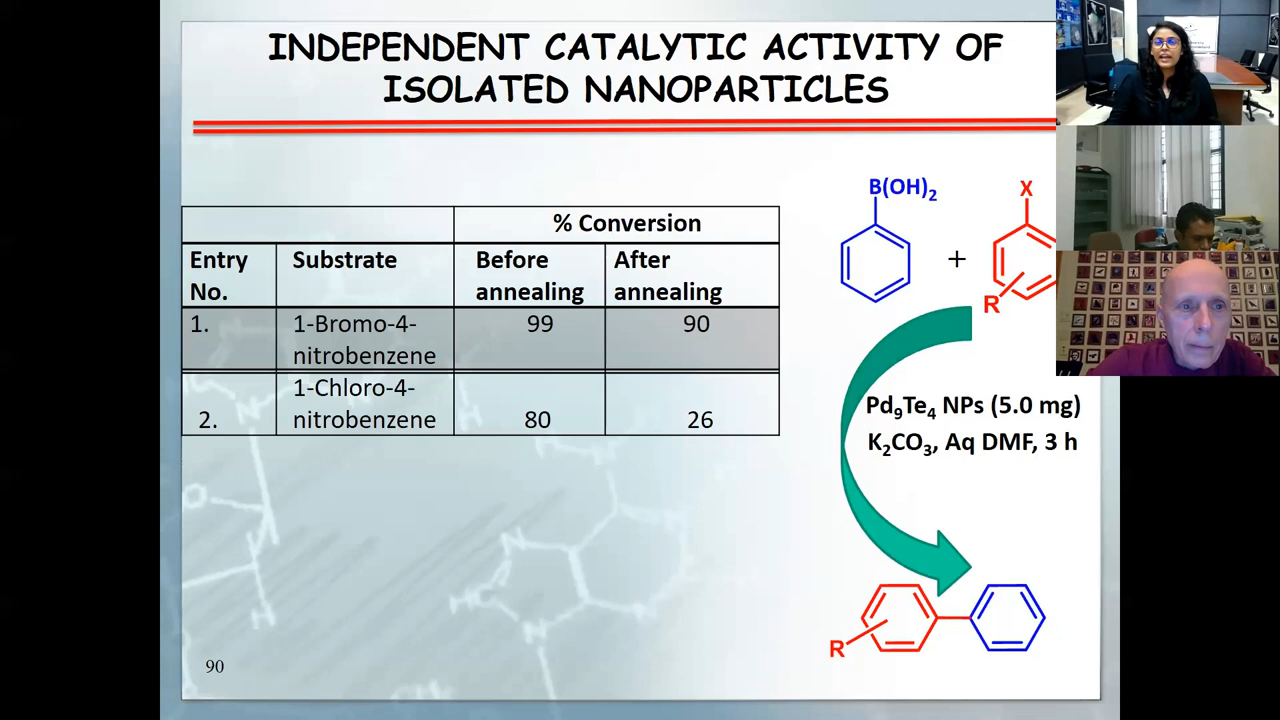 INDEPENDENT CATALYTIC ACTIVITY OF
ISOLATED NANOPARTICLES
% Conversion
Entry No.
Substrate
Before annealing
After annealing
1.
1-Bromo-4-
nitrobenzene
99
90
2.
1-Chloro-4-
nitrobenzene
80
26
B(OH)₂
+
X
R
Pd₉Te₄ NPs (5.0 mg)
K₂CO₃, Aq DMF, 3 h
R
90